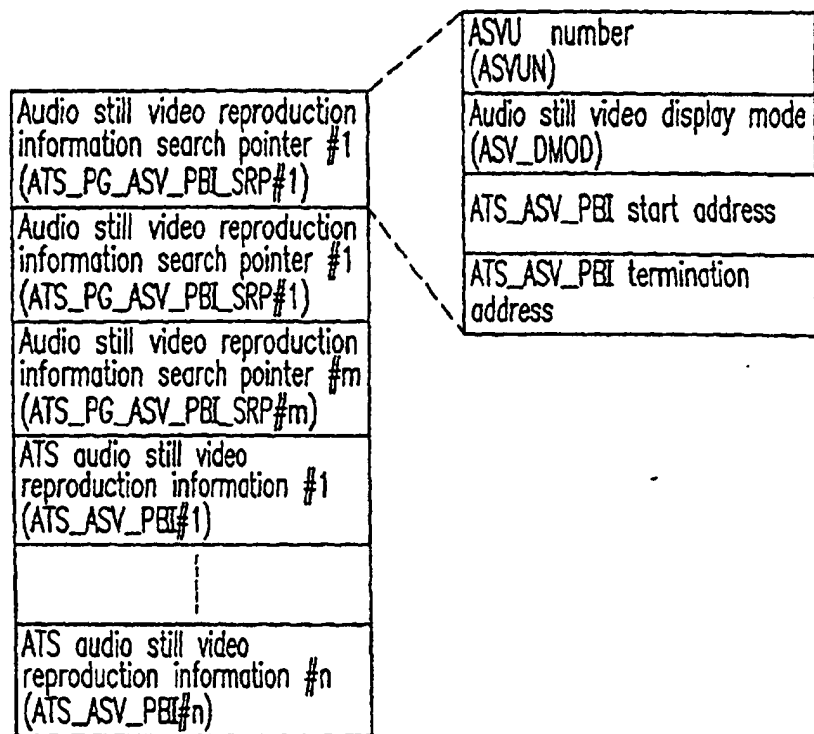 Audio still video reproduction
information search pointer #1
(ATS_PG_ASV_PBI_SRP#1)
Audio still video reproduction
information search pointer #1
(ATS_PG_ASV_PBI_SRP#1)
Audio still video reproduction
information search pointer #m
(ATS_PG_ASV_PBI_SRP#m)
ATS audio still video
reproduction information #1
(ATS_ASV_PBI#1)
ATS audio still video
reproduction information #n
(ATS_ASV_PBI#n)
ASVU number
(ASVUN)
Audio still video display mode
(ASV_DMOD)
ATS_ASV_PBI start address
ATS_ASV_PBI termination
address